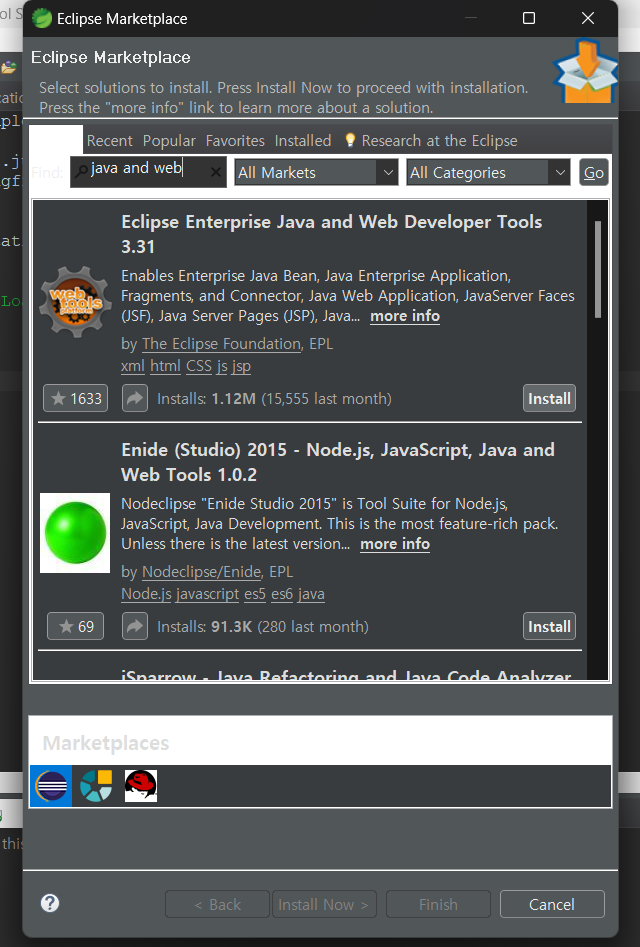 Eclipse Marketplace
Eclipse Marketplace
Select solutions to install. Press Install Now to proceed with installation.
Press the "more info" link to learn more about a solution.
Recent Popular Favorites Installed Research at the Eclipse
Find: java and web All Markets All Categories Go
Eclipse Enterprise Java and Web Developer Tools
3.31
Enables Enterprise Java Bean, Java Enterprise Application,
Fragments, and Connector, Java Web Application, JavaServer Faces
(JSF), Java Server Pages (JSP), Java... more info
by The Eclipse Foundation, EPL
xml html CSS js jsp
1633 Installs: 1.12M (15,555 last month) Install
Enide (Studio) 2015 - Node.js, JavaScript, Java and
Web Tools 1.0.2
Nodeclipse "Enide Studio 2015" is Tool Suite for Node.js,
JavaScript, Java Development. This is the most feature-rich pack.
Unless there is the latest version... more info
by Nodeclipse/Enide, EPL
Node.js javascript es5 es6 java
69 Installs: 91.3K (280 last month) Install
iSparrow - Java Refactoring and Java Code Analyzer
Marketplaces
this
? < Back Install Now > Finish Cancel